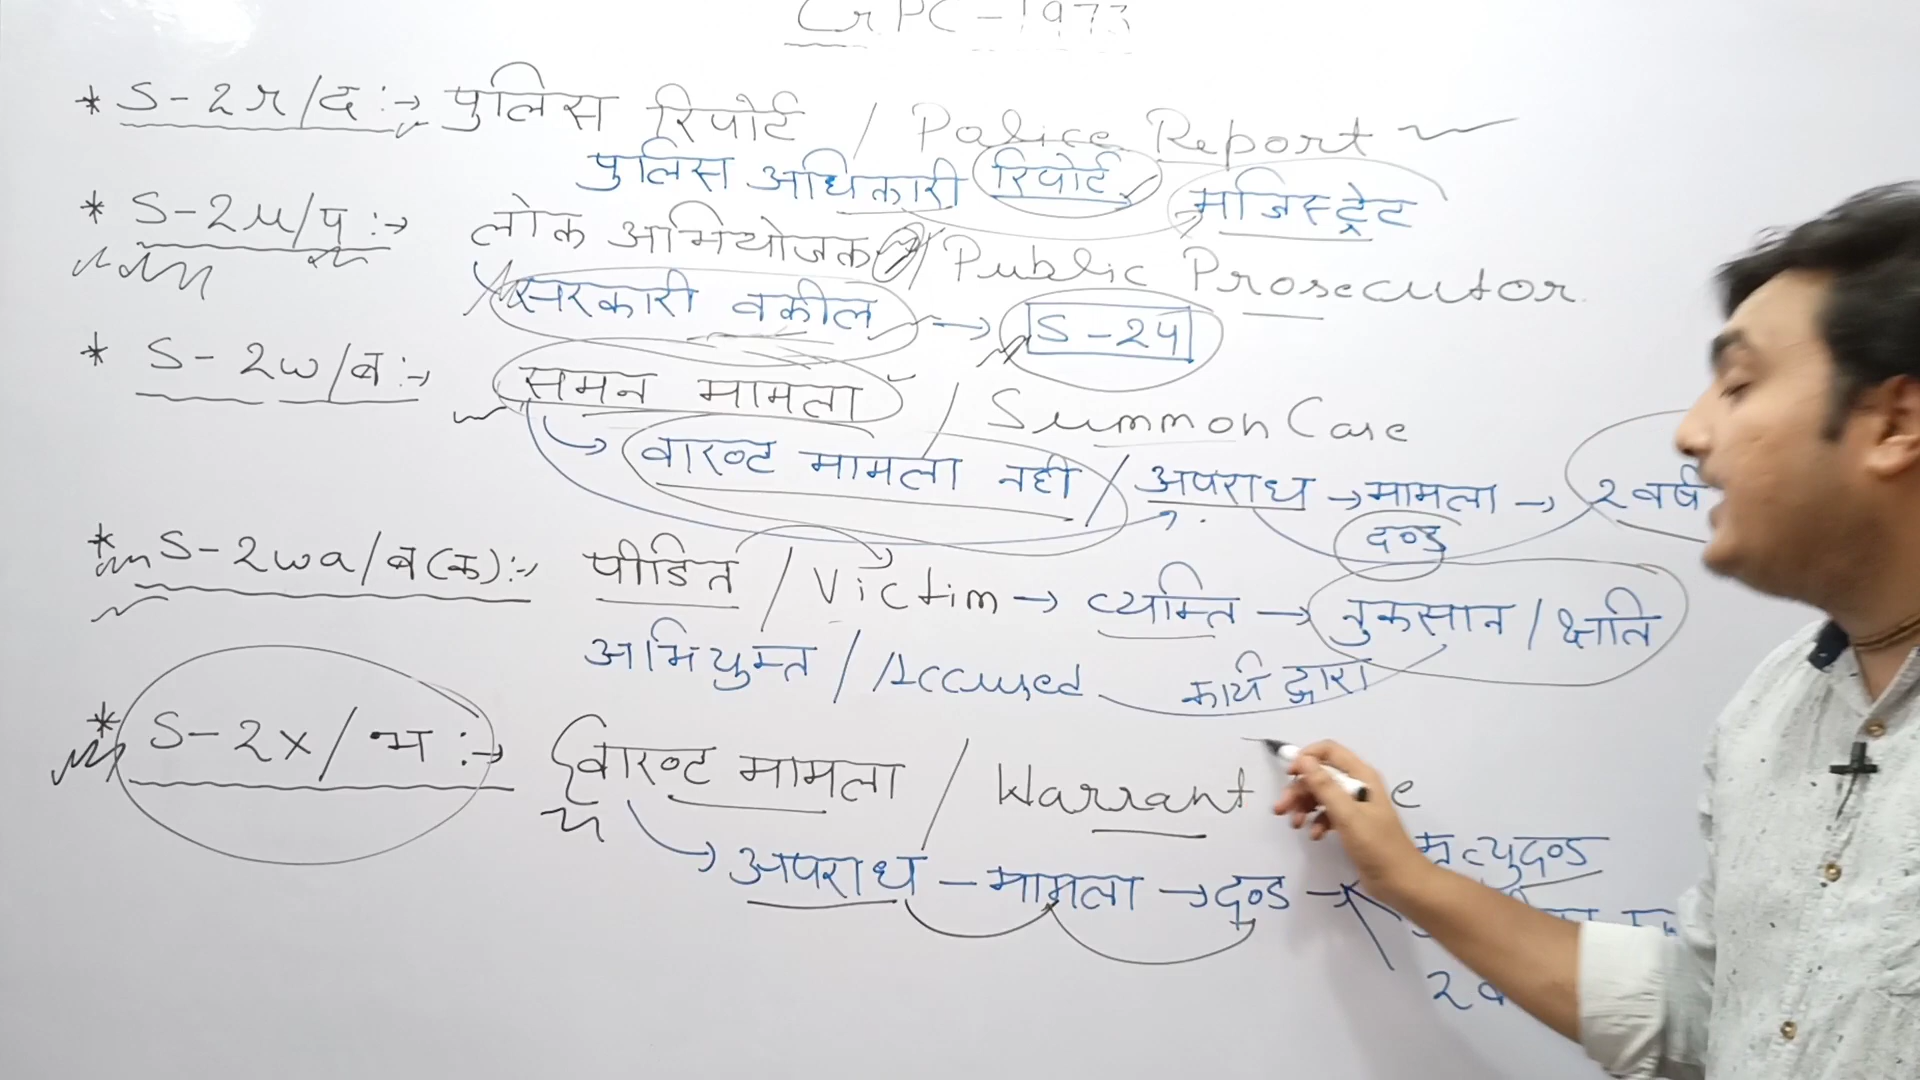 CrPC-1973
* S-2r/द :→ पुलिस रिपोर्ट / Police Report
पुलिस अधिकारी रिपोर्ट मजिस्ट्रेट
* S-2u/प :→ लोक अभियोजक / Public Prosecutor
सरकारी वकील → S-24
* S-2w/ब :→ समन मामला / Summon Case
वारण्ट मामला नही / अपराध → मामला → 2 वर्ष
दण्ड
* S-2wa/ब(क) :→ पीडित / Victim → व्यक्ति → नुकसान / क्षति
अभियुक्त / Accused कार्य द्वारा
* S-2x/भ :→ वारण्ट मामला / Warrant
अपराध - मामला → दण्ड → मृत्युदण्ड
2